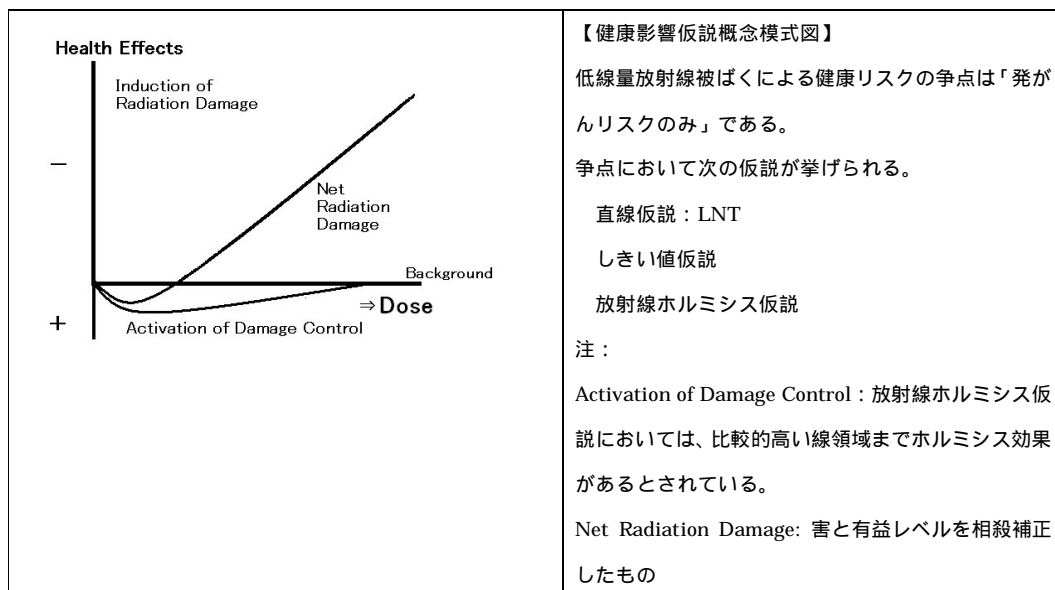 Health Effects
Induction of
Radiation Damage
−
Net
Radiation
Damage
Background
⇒Dose
+
Activation of Damage Control
【健康影響仮説概念模式図】
低線量放射線被ばくによる健康リスクの争点は「発が
んリスクのみ」である。
争点において次の仮説が挙げられる。
直線仮説：LNT
しきい値仮説
放射線ホルミシス仮説
注：
Activation of Damage Control：放射線ホルミシス仮
説においては、比較的高い線領域までホルミシス効果
があるとされている。
Net Radiation Damage: 害と有益レベルを相殺補正
したもの